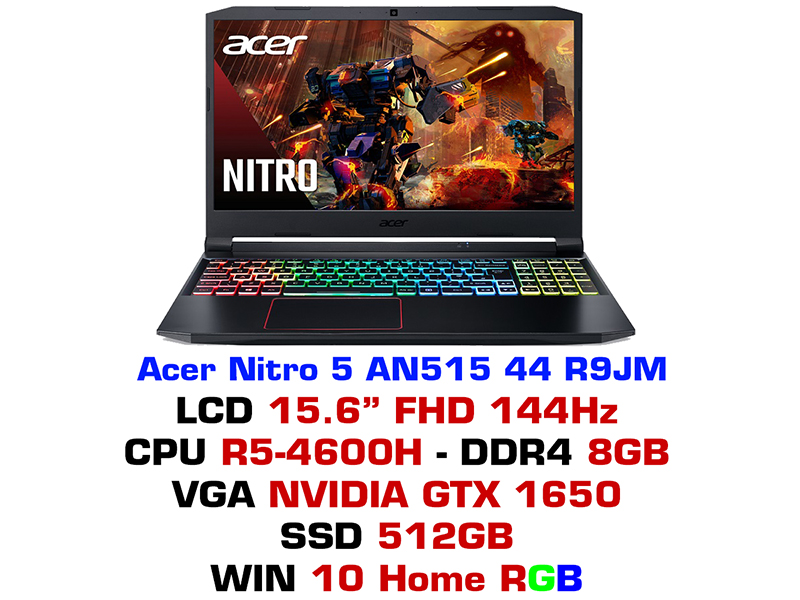 acer
NITRO
acer
Acer Nitro 5 AN515 44 R9JM
LCD 15.6” FHD 144Hz
CPU R5-4600H - DDR4 8GB
VGA NVIDIA GTX 1650
SSD 512GB
WIN 10 Home RGB